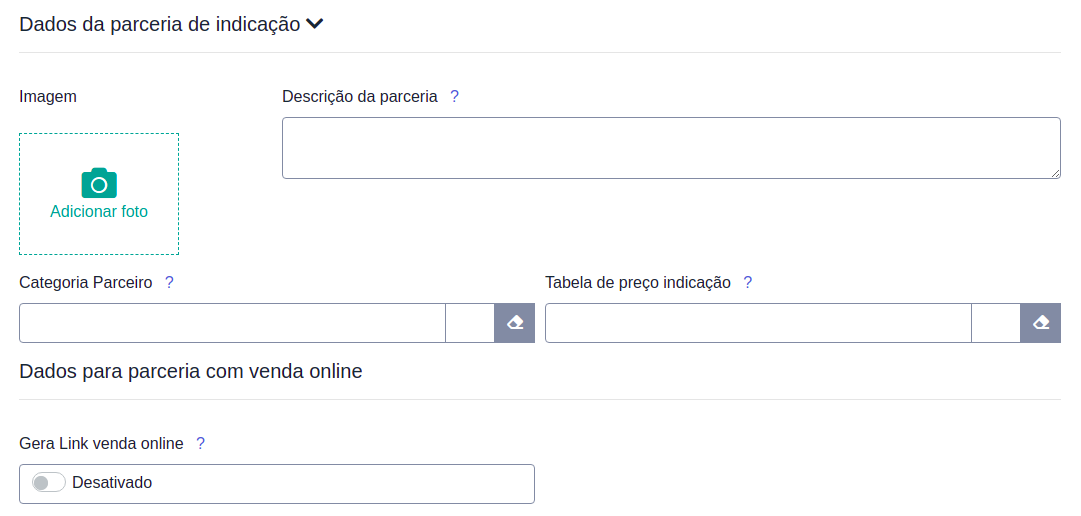 Dados da parceria de indicação
Imagem
Descrição da parceria ?
Adicionar foto
Categoria Parceiro ?
Tabela de preço indicação ?
Dados para parceria com venda online
Gera Link venda online ?
Desativado